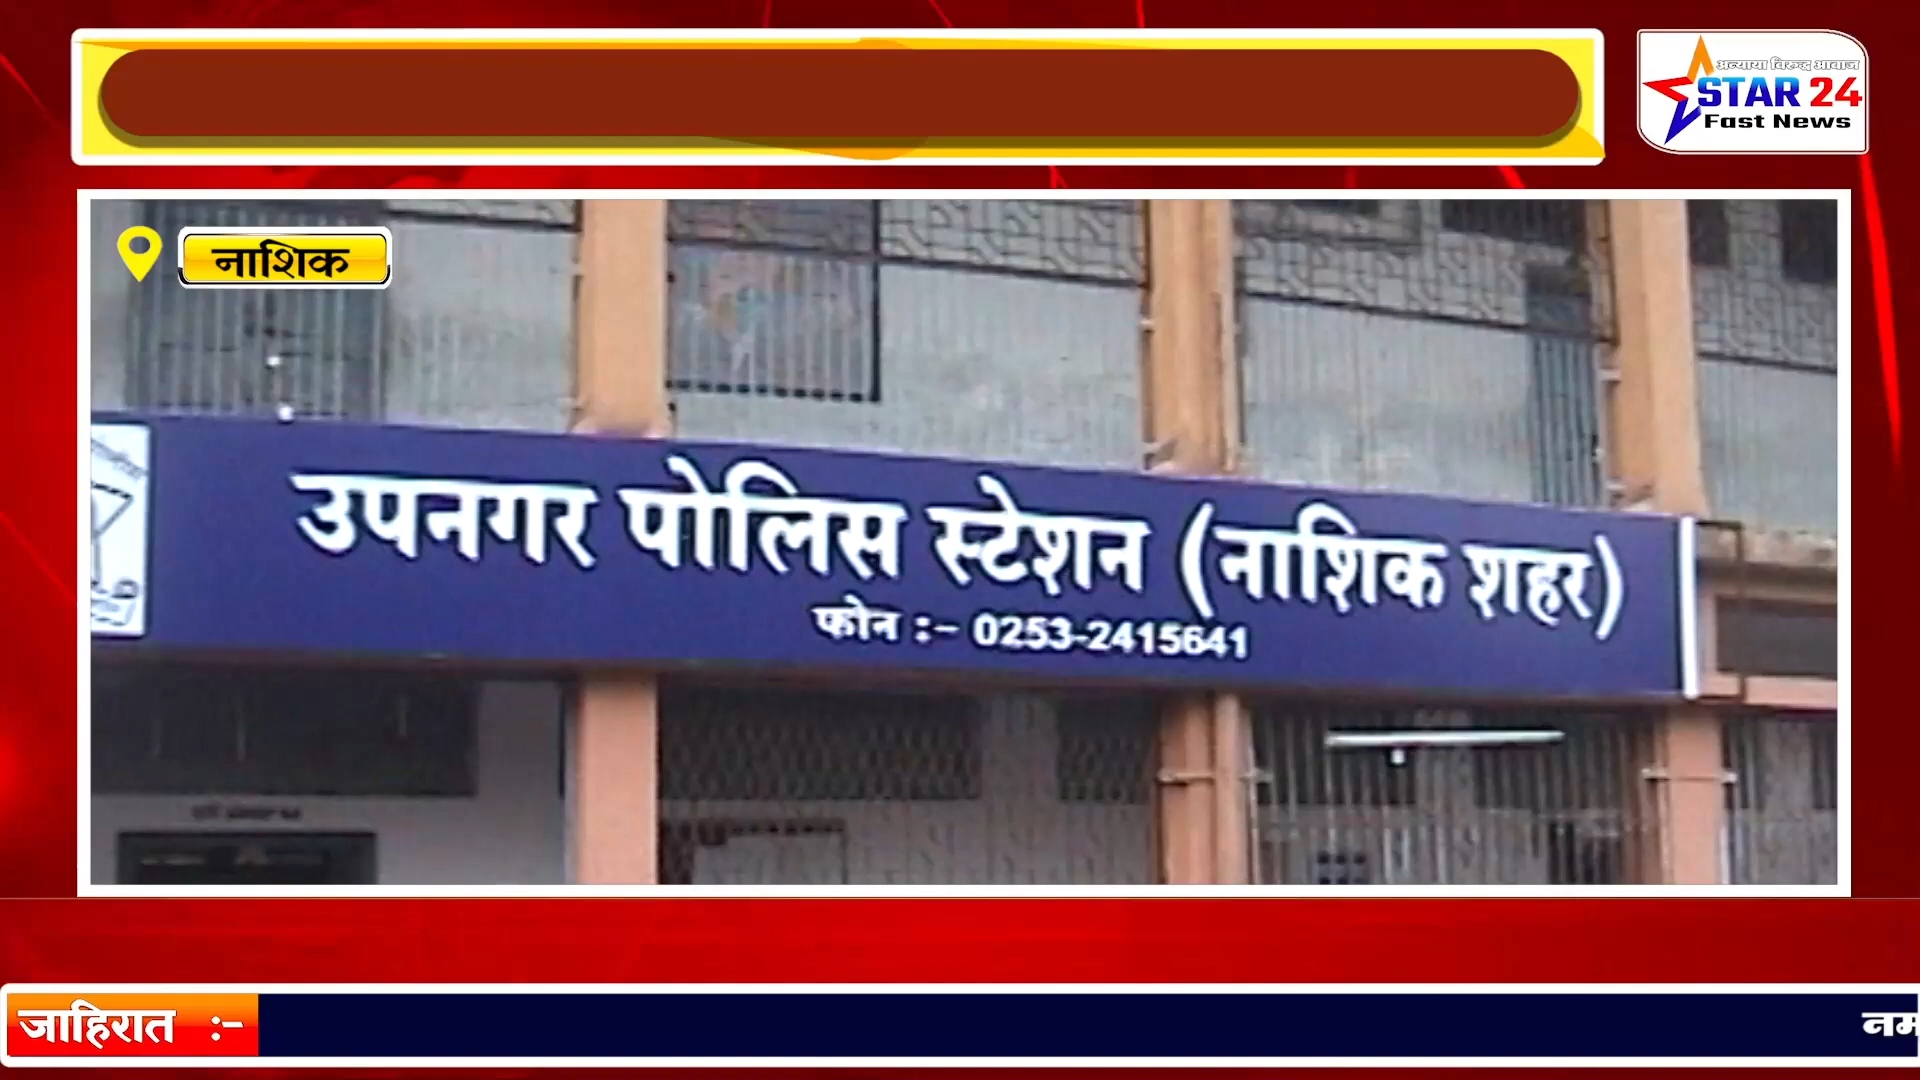 अन्याया विरुद्ध आवाज
STAR 24
Fast News
नाशिक
उपनगर पोलिस स्टेशन (नाशिक शहर)
फोन :- 0253-2415641
जाहिरात :-